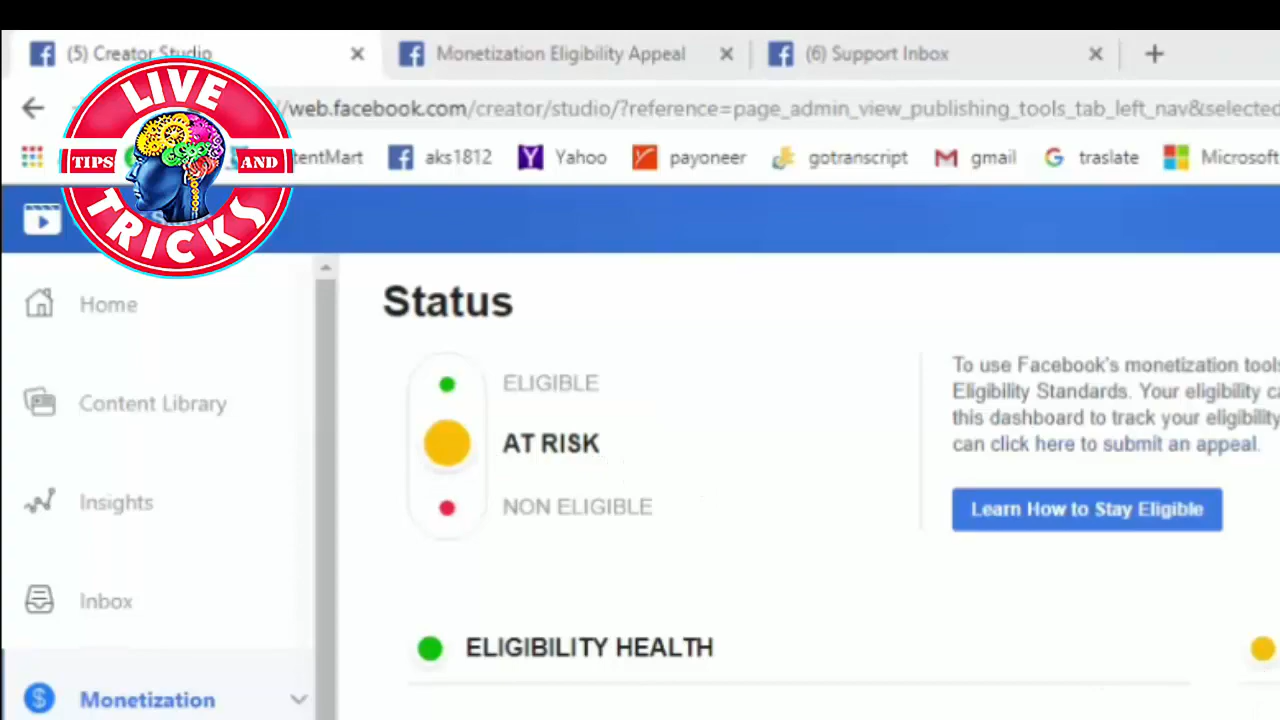 (5) Creator Studio
Monetization Eligibility Appeal
(6) Support Inbox
//web.facebook.com/creator/studio/?reference=page_admin_view_publishing_tools_tab_left_nav&selected
LIVE
TIPS AND
TRICKS
ntentMart
aks1812
Yahoo
payoneer
gotranscript
gmail
traslate
Microsoft
Home
Content Library
Insights
Inbox
Monetization
Status
ELIGIBLE
AT RISK
NON ELIGIBLE
To use Facebook's monetization tools
Eligibility Standards. Your eligibility ca
this dashboard to track your eligibility
can click here to submit an appeal.
Learn How to Stay Eligible
ELIGIBILITY HEALTH